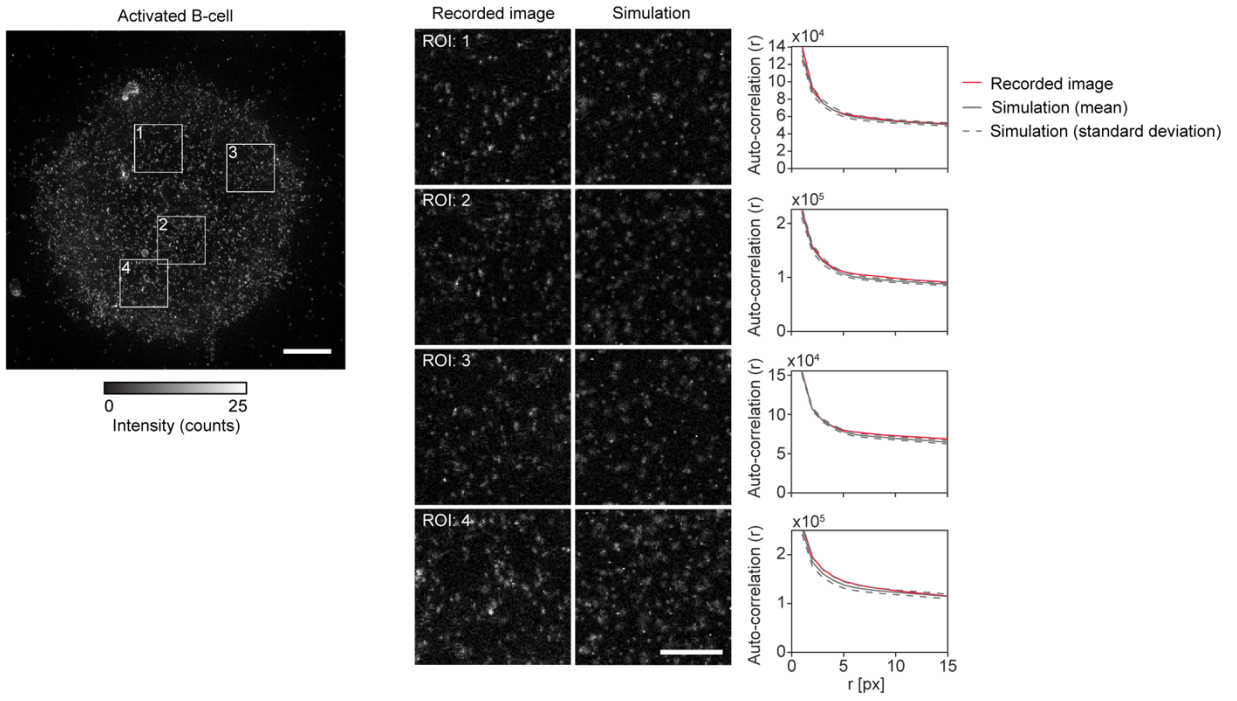 Activated B-cell
1
3
2
4
0 25
Intensity (counts)
Recorded image Simulation
ROI: 1
ROI: 2
ROI: 3
ROI: 4
x10⁴
14
12
10
8
6
4
2
0
Auto-correlation (r)
x10⁵
2
1
0
Auto-correlation (r)
x10⁴
15
10
5
0
Auto-correlation (r)
x10⁵
2
1
0
Auto-correlation (r)
0 5 10 15
r [px]
Recorded image
Simulation (mean)
Simulation (standard deviation)